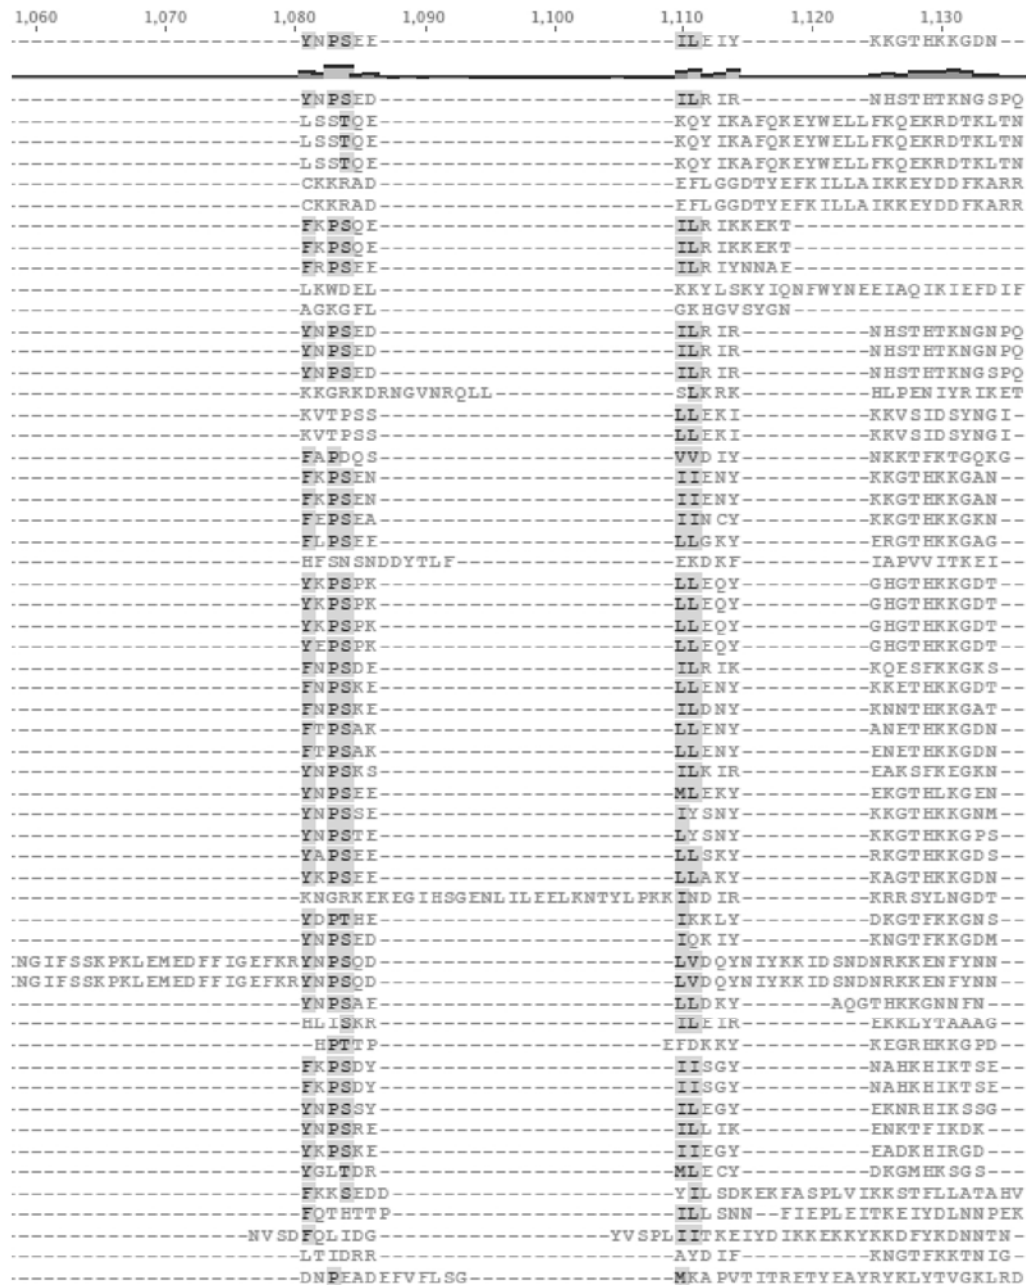 1,060 1,070 1,080 1,090 1,100 1,110 1,120 1,130
YNPSEE ILEIY KKGTHKKGDN
YNPSED ILRIR NHSTHTKNGSPQ
LSSTQE KQYIKAFQKEYWELLFKQEKRDTKLTN
LSSTQE KQYIKAFQKEYWELLFKQEKRDTKLTN
LSSTQE KQYIKAFQKEYWELLFKQEKRDTKLTN
CKKRAD EFLGGDTYEFKILLAIKKEYDDFKARR
CKKRAD EFLGGDTYEFKILLAIKKEYDDFKARR
FKPSQE ILRIKKEKT
FKPSQE ILRIKKEKT
FRPSEE ILRIYNNAE
LKWDEL KKYLSKYIQNFWYNEEIAQIKIEFDIF
AGKGFL GKHGVSYGN
YNPSED ILRIR NHSTHTKNGNPQ
YNPSED ILRIR NHSTHTKNGNPQ
YNPSED ILRIR NHSTHTKNGSPQ
KKGRKDRNGVNRQLL SLKRK HLPENIYRIKET
KVTPSS LLEKI KKVSIDSYNGI
KVTPSS LLEKI KKVSIDSYNGI
FAPDQS VVDIY NKKTFKTGQKG
FKPSEN IIENY KKGTHKKGAN
FKPSEN IIENY KKGTHKKGAN
FEPSEA IINCY KKGTHKKGKN
FLPSEE LLGKY ERGTHKKGAG
HFSNSNDDYTLF EKDKF IAPVVITKEI
YKPSPK LLEQY GHGTHKKGDT
YKPSPK LLEQY GHGTHKKGDT
YKPSPK LLEQY GHGTHKKGDT
YEPSPK LLEQY GHGTHKKGDT
FNPSDE ILRIK KQESFKKGKS
FNPSKE LLENY KKETHKKGDT
FNPSKE ILDNY KNNTHKKGAT
FTPSAK LLENY ANETHKKGDN
FTPSAK LLENY ENETHKKGDN
YNPSKS ILKIR EAKSFKEGKN
YNPSEE MLEKY EKGTHLKGEN
YNPSSE IYSNY KKGTHKKGNM
YNPSTE LYSNY KKGTHKKGPS
YAPSEE LLSKY RKGTHKKGDS
YKPSEE LLAKY KAGTHKKGDN
KNGRKEKEGIHSGENLILEELKNTYLPKKINDIR KRRSYLNGDT
YDPTHE IKKLY DKGTFKKGNS
YNPSED IQKIY KNGTFKKGDM
NGIFSSKPKLEMEDFFIGEFKRYNPSQD LVDQYNIYKKIDSNDNRKKENFYNN
NGIFSSKPKLEMEDFFIGEFKRYNPSQD LVDQYNIYKKIDSNDNRKKENFYNN
YNPSAE LLDKY AQGTHKKGNNFN
HLISKR ILEIR EKKLYTAAAG
HPTTP EFDKKY KEGRHKKGPD
FKPSDY IISGY NAHKHIKTSE
FKPSDY IISGY NAHKHIKTSE
YNPSSY ILEGY EKNRHIKSSG
YNPSRE ILLIK ENKTFIKDK
YKPSKE IIEGY EADKHIRGD
YGLTDR MLECY DKGMHKSGS
FKKSEDD YILSDKEKFASPLVIKKSTFLLATAHV
FQTHTTP ILLSNN FIEPLEITKEIYDLNNPEK
NVSDFQLIDG YVSPLIITKEIYDIKKEKKYKKDFYKDNNTN
LTIDRR AYDIF KNGTFKKTNIG
DNPEADEFVFLSG MKAPVTITRETYEAYRYKLYTVGKLRD